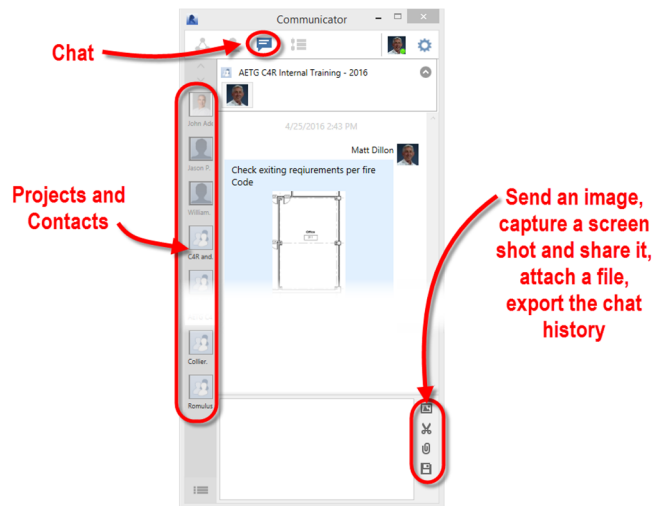 Communicator
Chat
AETG C4R Internal Training - 2016
John Ada
4/25/2016 2:43 PM
Matt Dillon
Jason P.
Check exiting reqiurements per fire
Code
Projects and
Contacts
William.
Office
Send an image,
capture a screen
shot and share it,
attach a file,
export the chat
history
C4R and.
Collier.
Romulus